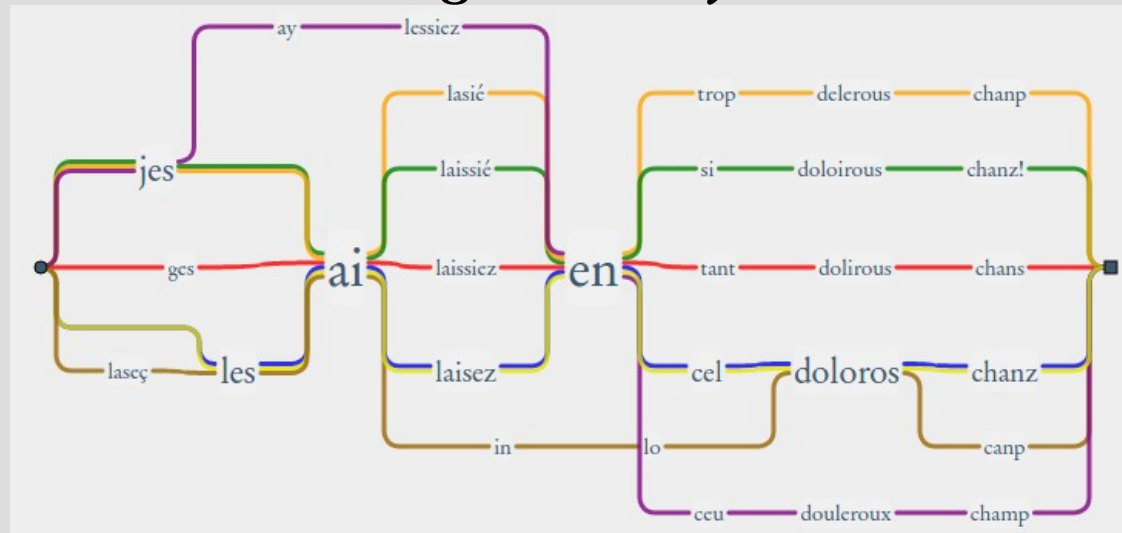 ay lessiez
lasié trop delerous chanp
jes laissié si doloirous chanz!
ges ai laissiez en tant dolirous chans
laseç les laisez cel doloros chanz
in lo canp
ceu douleroux champ